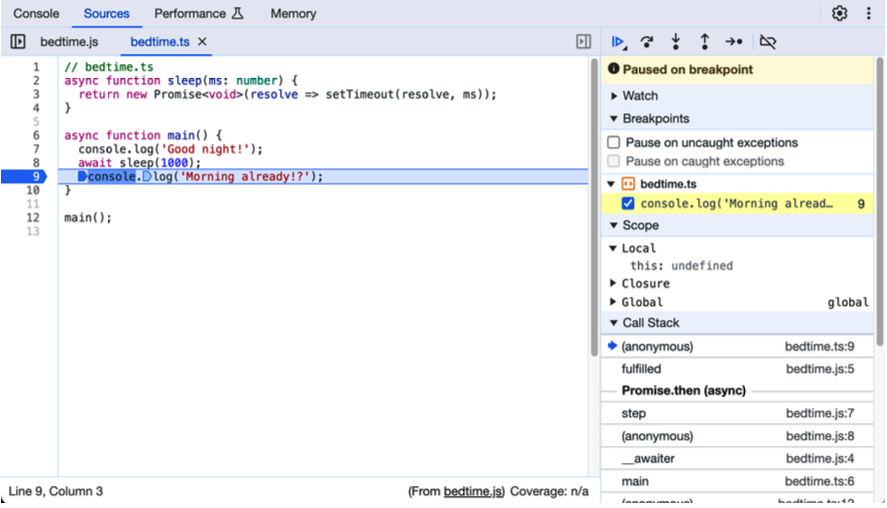 Console Sources Performance Memory
bedtime.js bedtime.ts
1 // bedtime.ts
2 async function sleep(ms: number) {
3 return new Promise<void>(resolve => setTimeout(resolve, ms));
4 }
5
6 async function main() {
7 console.log('Good night!');
8 await sleep(1000);
9 console.log('Morning already!?');
10 }
11
12 main();
13
Line 9, Column 3 (From bedtime.js) Coverage: n/a
Paused on breakpoint
Watch
Breakpoints
Pause on uncaught exceptions
Pause on caught exceptions
bedtime.ts
console.log('Morning alread… 9
Scope
Local
this: undefined
Closure
Global global
Call Stack
(anonymous) bedtime.ts:9
fulfilled bedtime.js:5
Promise.then (async)
step bedtime.js:7
(anonymous) bedtime.js:8
__awaiter bedtime.js:4
main bedtime.ts:6
(anonymous) bedtime.ts:12